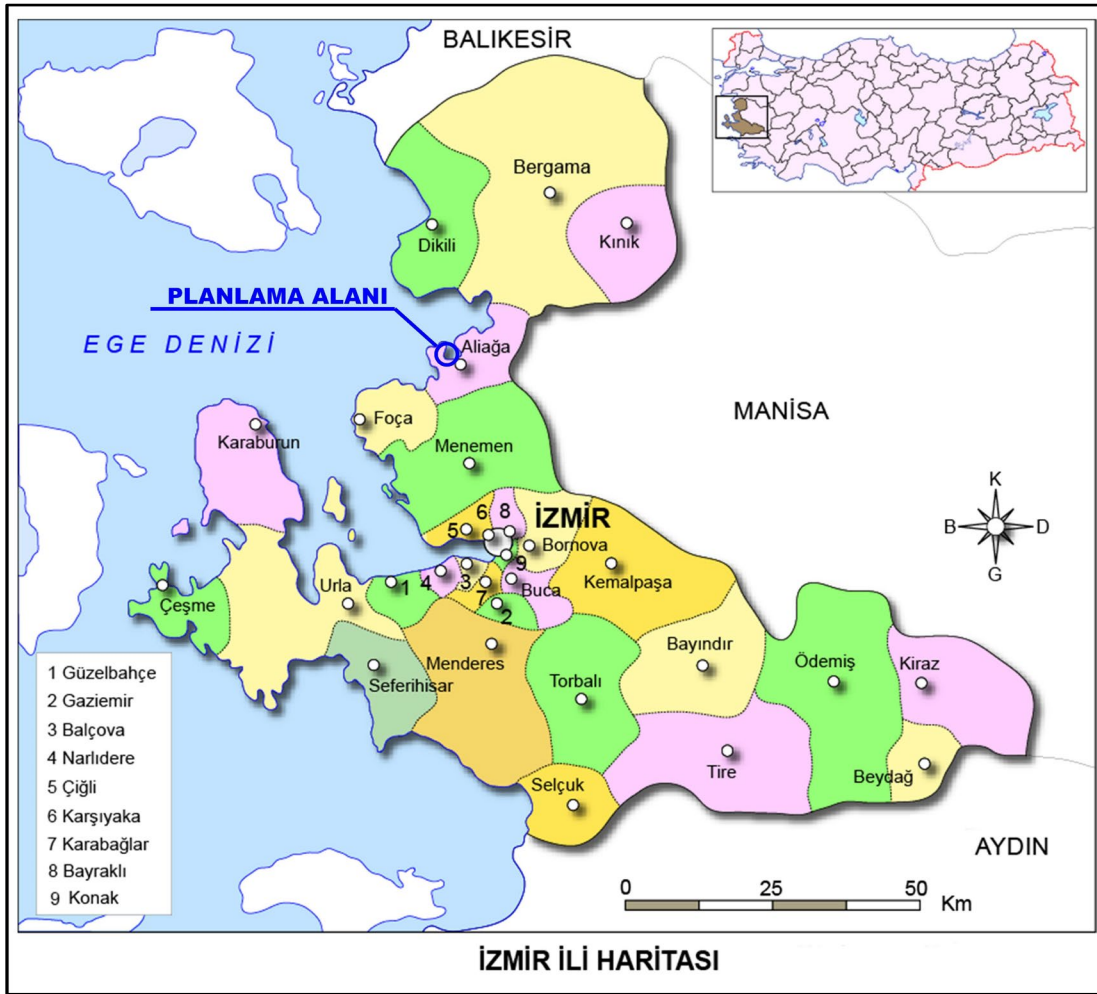 BALIKESİR
Bergama
Dikili
Kınık
PLANLAMA ALANI
EGE DENİZİ
Aliağa
MANİSA
Foça
Karaburun
Menemen
K
B D
G
8
6
İZMİR
5
Bornova
9
Kemalpaşa
3
Urla
1
4
Buca
7
Çeşme
2
Menderes
Bayındır
Ödemiş
Kiraz
Seferihisar
Torbalı
Tire
Beydağ
Selçuk
1 Güzelbahçe
2 Gaziemir
3 Balçova
4 Narlıdere
5 Çiğli
6 Karşıyaka
7 Karabağlar
8 Bayraklı
9 Konak
AYDIN
0 25 50
Km
İZMİR İLİ HARİTASI